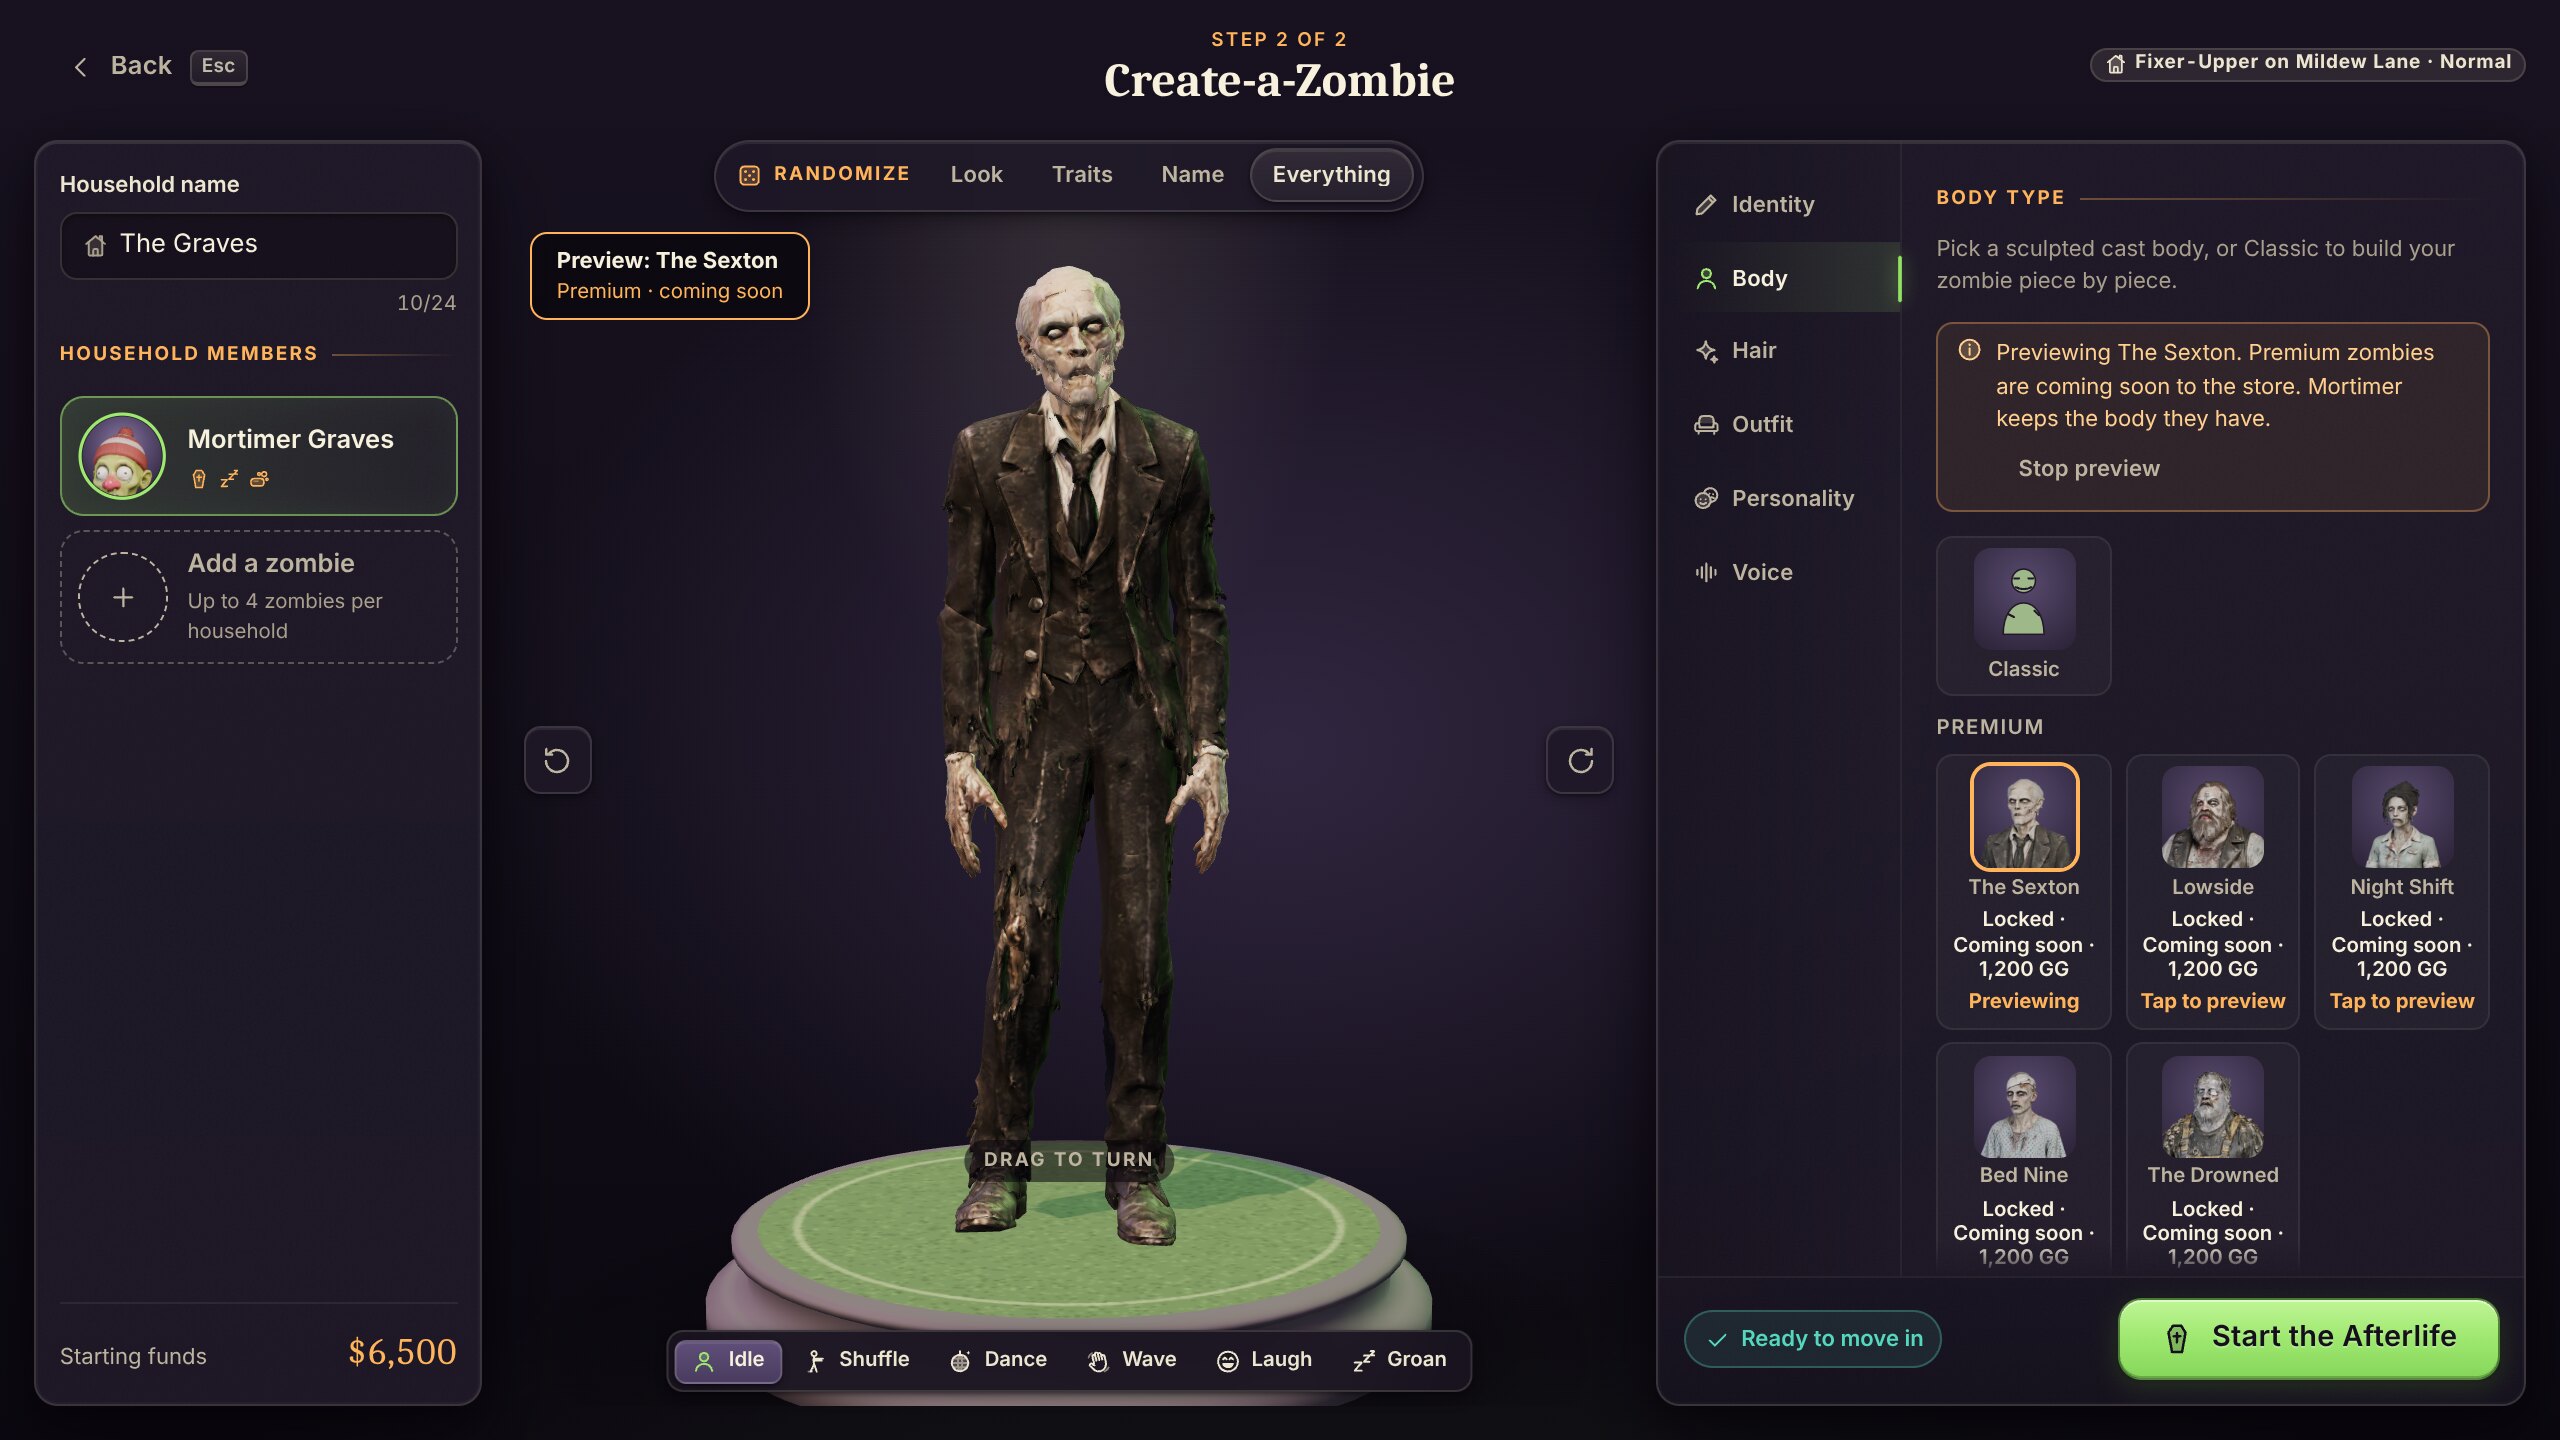 Back
Esc
STEP 2 OF 2
Create-a-Zombie
Fixer-Upper on Mildew Lane · Normal
Household name
The Graves
10/24
HOUSEHOLD MEMBERS
Mortimer Graves
Add a zombie
Up to 4 zombies per
household
Starting funds
$6,500
RANDOMIZE
Look
Traits
Name
Everything
Preview: The Sexton
Premium · coming soon
DRAG TO TURN
Idle
Shuffle
Dance
Wave
Laugh
Groan
Identity
Body
Hair
Outfit
Personality
Voice
BODY TYPE
Pick a sculpted cast body, or Classic to build your
zombie piece by piece.
Previewing The Sexton. Premium zombies
are coming soon to the store. Mortimer
keeps the body they have.
Stop preview
Classic
PREMIUM
The Sexton
Locked ·
Coming soon ·
1,200 GG
Previewing
Lowside
Locked ·
Coming soon ·
1,200 GG
Tap to preview
Night Shift
Locked ·
Coming soon ·
1,200 GG
Tap to preview
Bed Nine
Locked ·
Coming soon ·
1,200 GG
The Drowned
Locked ·
Coming soon ·
1,200 GG
Ready to move in
Start the Afterlife